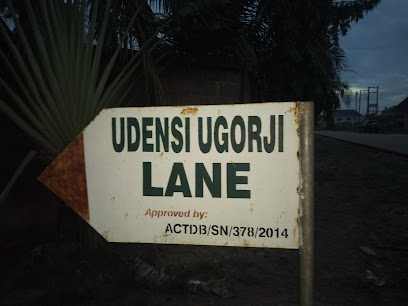 UDENSI UGORJI
LANE
Approved by:
ACTDB/SN/378/2014